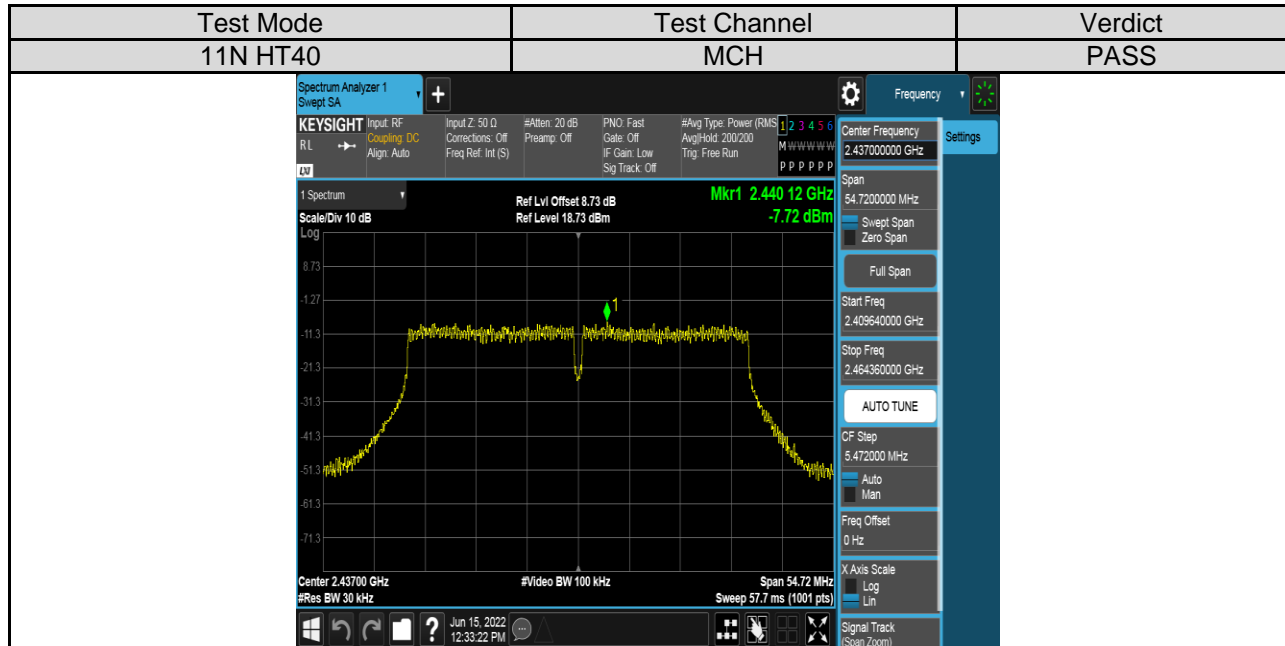 Test Mode Test Channel Verdict
11N HT40 MCH PASS
Spectrum Analyzer 1
Swept SA
+
Frequency
KEYSIGHT
RL
LXI
Input: RF
Coupling: DC
Align: Auto
Input Z: 50 Ω
Corrections: Off
Freq Ref: Int (S)
#Atten: 20 dB
Preamp: Off
PNO: Fast
Gate: Off
IF Gain: Low
Sig Track: Off
#Avg Type: Power (RMS
Avg|Hold: 200/200
Trig: Free Run
1 2 3 4 5 6
M W W W W W
P P P P P P
1 Spectrum
Scale/Div 10 dB
Ref Lvl Offset 8.73 dB
Ref Level 18.73 dBm
Mkr1 2.440 12 GHz
-7.72 dBm
Log
8.73
-1.27
-11.3
-21.3
-31.3
-41.3
-51.3
-61.3
-71.3
1
Center 2.43700 GHz
#Res BW 30 kHz
#Video BW 100 kHz
Span 54.72 MHz
Sweep 57.7 ms (1001 pts)
Jun 15, 2022
12:33:22 PM
?
Settings
Center Frequency
2.437000000 GHz
Span
54.7200000 MHz
Swept Span
Zero Span
Full Span
Start Freq
2.409640000 GHz
Stop Freq
2.464360000 GHz
AUTO TUNE
CF Step
5.472000 MHz
Auto
Man
Freq Offset
0 Hz
X Axis Scale
Log
Lin
Signal Track
(Span Zoom)